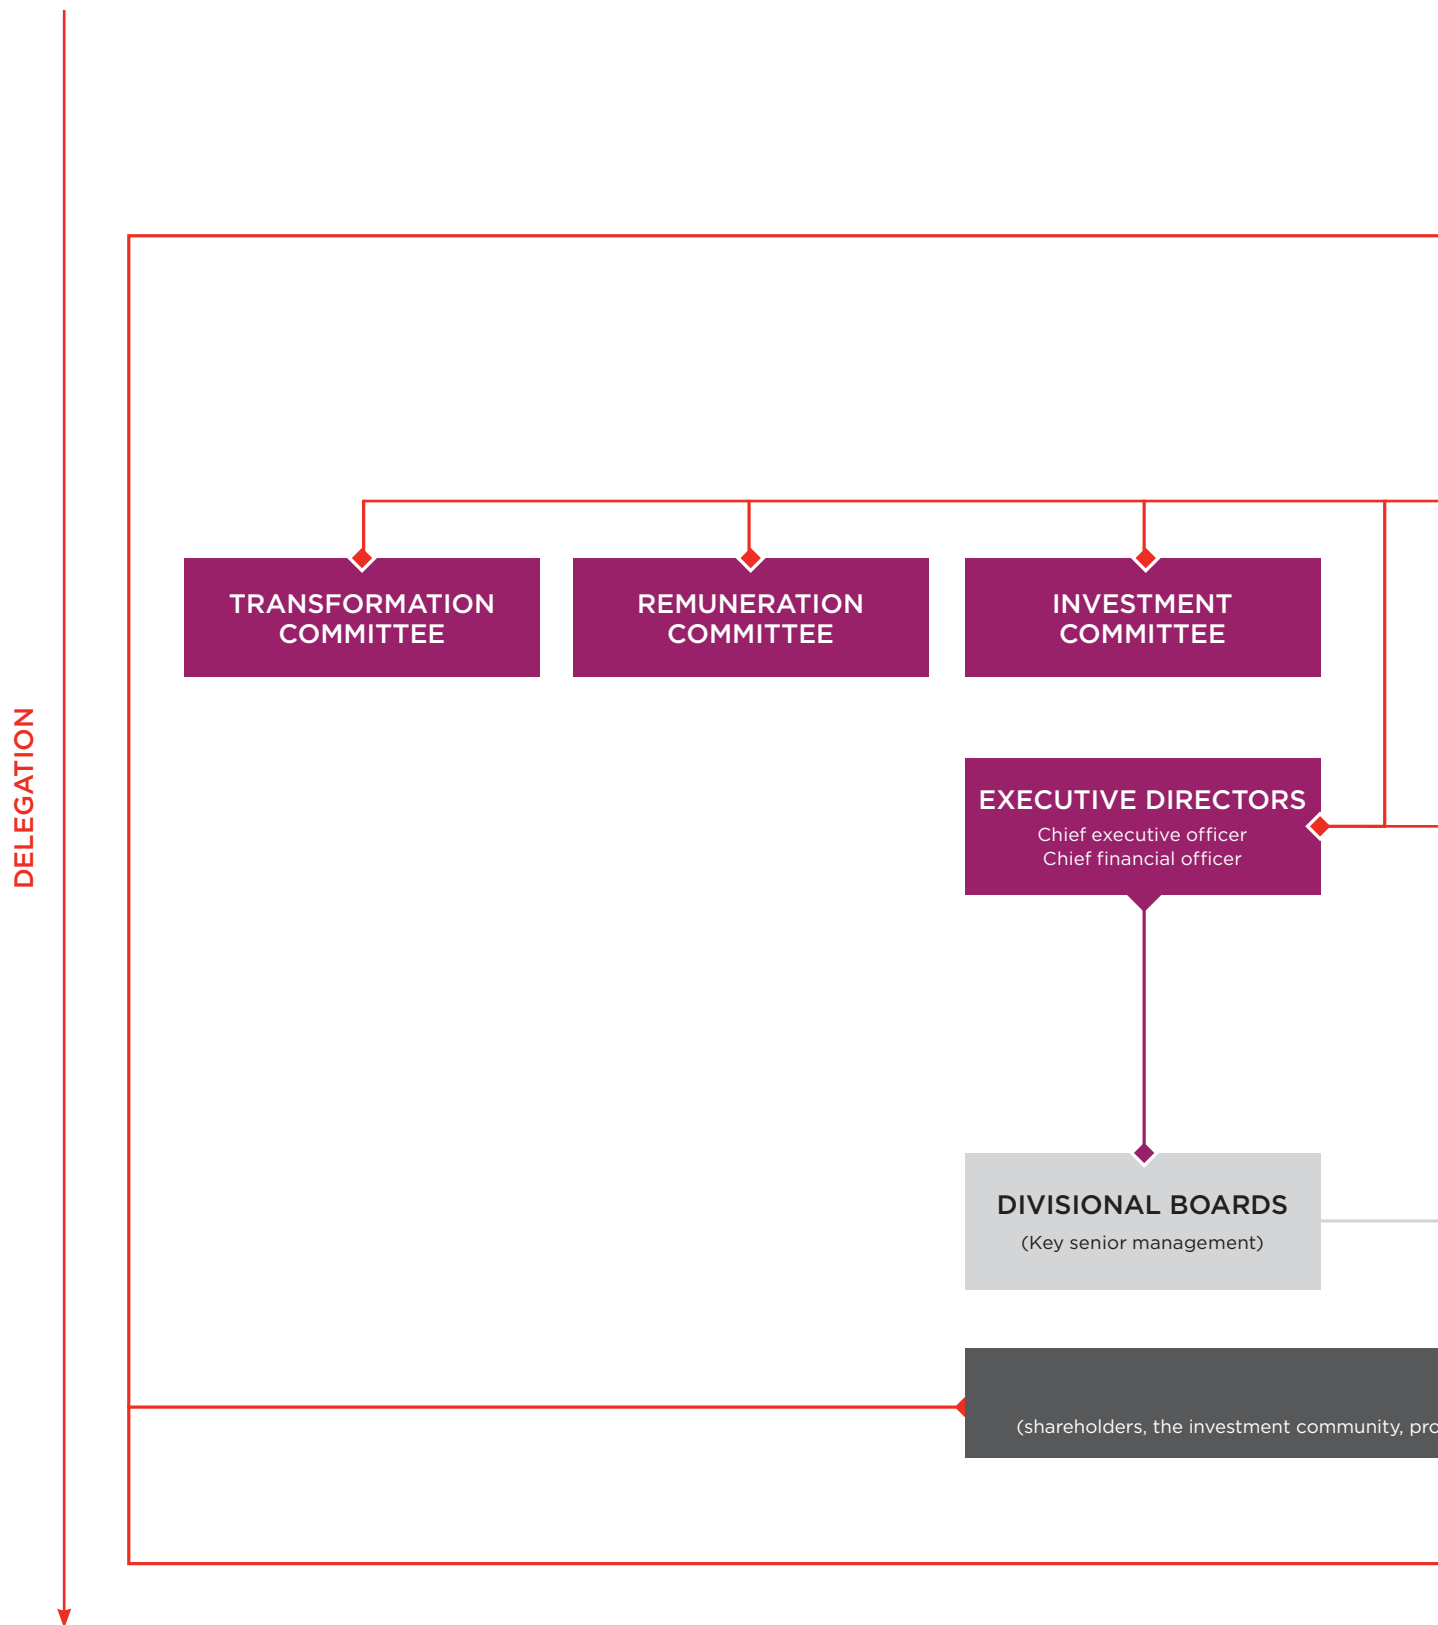 TRANSFORMATION
COMMITTEE
REMUNERATION
COMMITTEE
INVESTMENT
COMMITTEE
DELEGATION
EXECUTIVE DIRECTORS
Chief executive officer
Chief financial officer
DIVISIONAL BOARDS
(Key senior management)
(shareholders, the investment community,